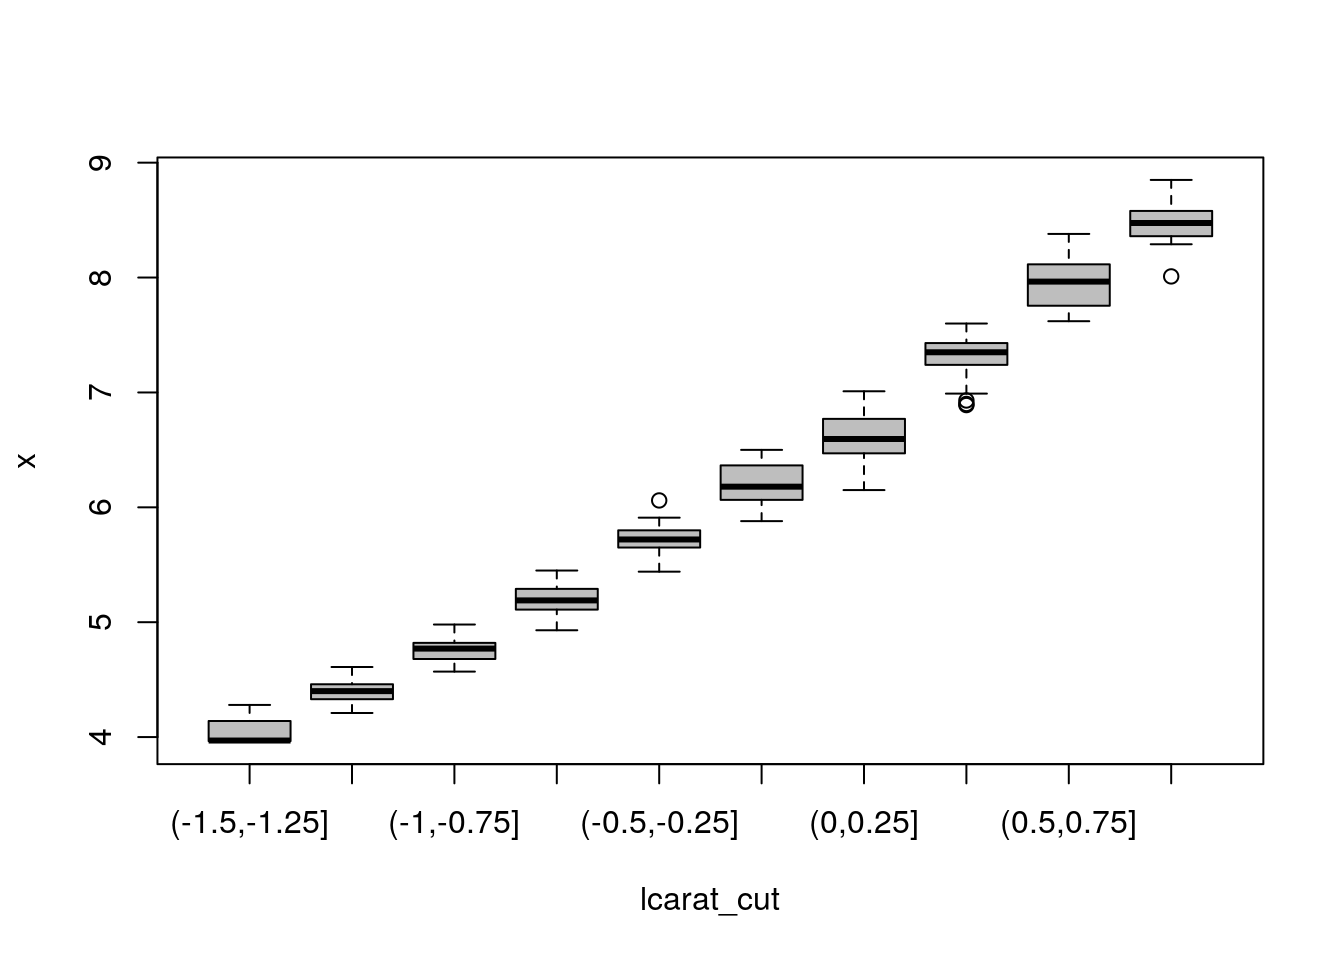 9
8
7
6
5
4
x
(-1.5,-1.25] (-1,-0.75] (-0.5,-0.25] (0,0.25] (0.5,0.75]
lcarat_cut